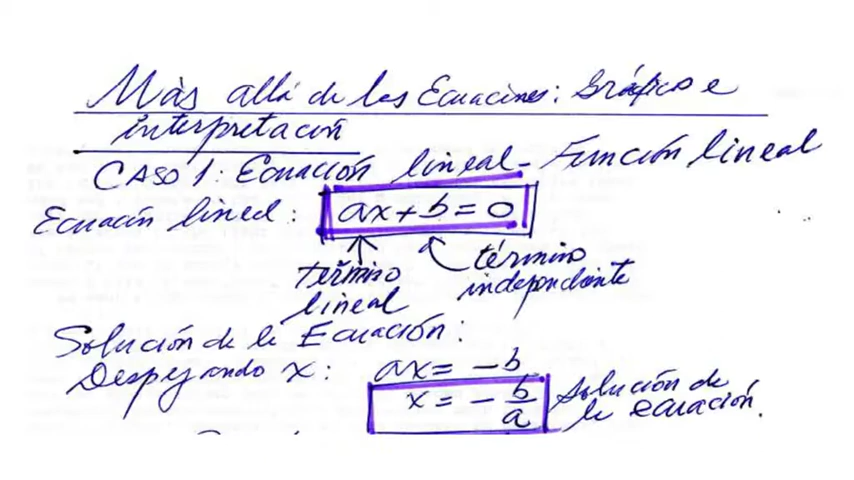 Más allá de las Ecuaciones: Gráfico e
interpretación
CASO 1: Ecuación lineal - Función lineal
Ecuación lineal: ax + b = 0
término lineal
término independiente
Solución de la Ecuación:
Despejando x: ax = -b
x = - b/a
Solución de la ecuación.